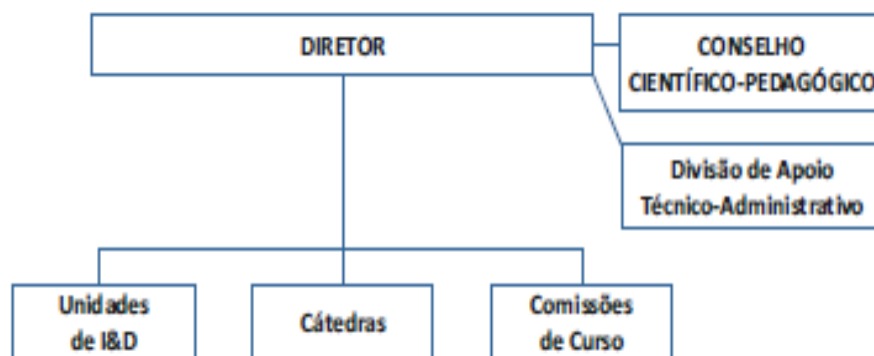 DIRETOR
CONSELHO
CIENTÍFICO-PEDAGÓGICO
Divisão de Apoio
Técnico-Administrativo
Unidades
de I&D
Cátedras
Comissões
de Curso